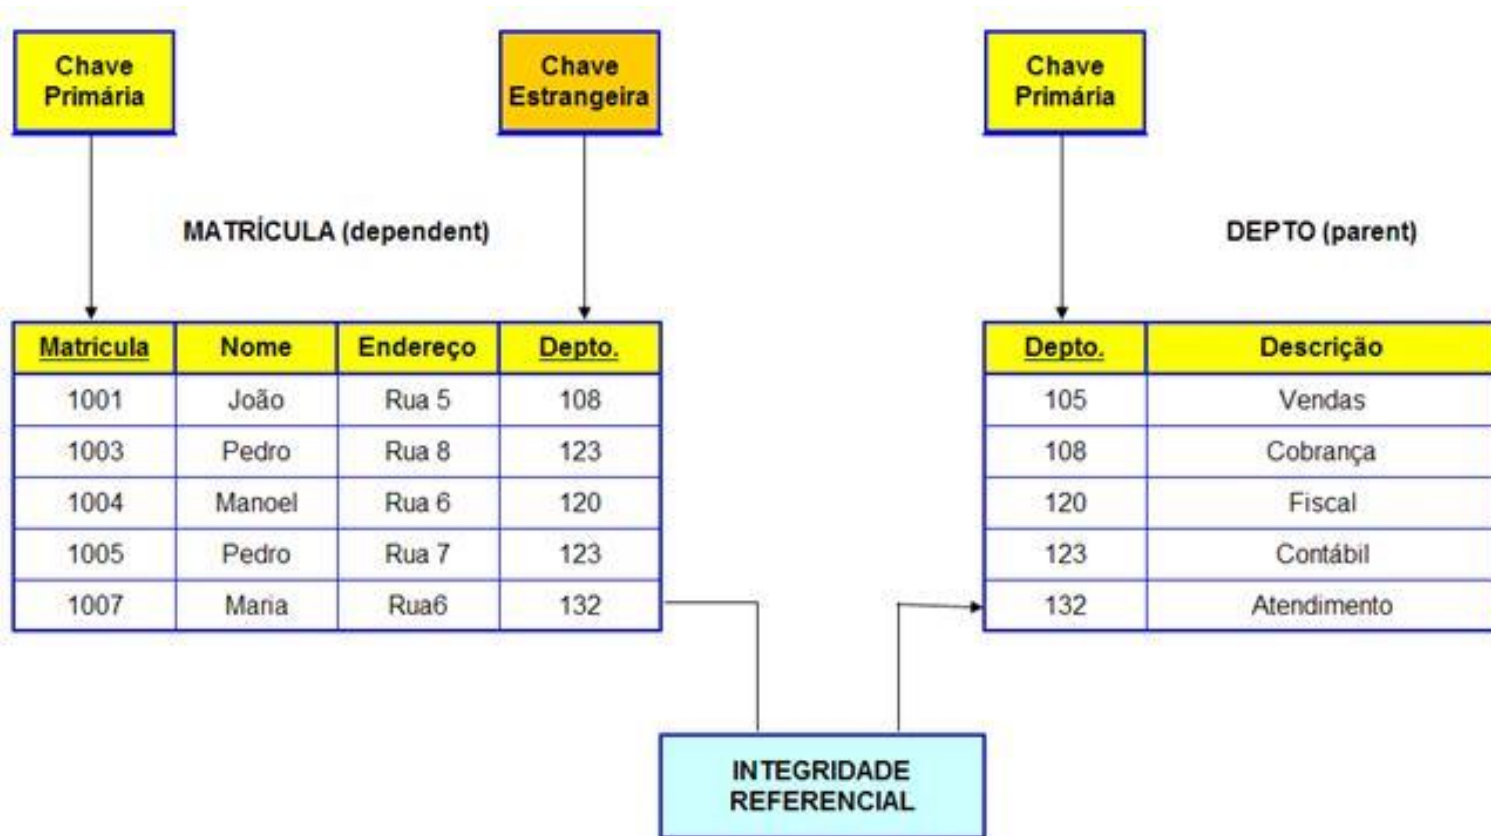 Chave
Primária
Chave
Estrangeira
Chave
Primária
MATRÍCULA (dependent)
DEPTO (parent)
Matricula Nome Endereço Depto.
1001 João Rua 5 108
1003 Pedro Rua 8 123
1004 Manoel Rua 6 120
1005 Pedro Rua 7 123
1007 Maria Rua6 132
Depto. Descrição
105 Vendas
108 Cobrança
120 Fiscal
123 Contábil
132 Atendimento
INTEGRIDADE
REFERENCIAL